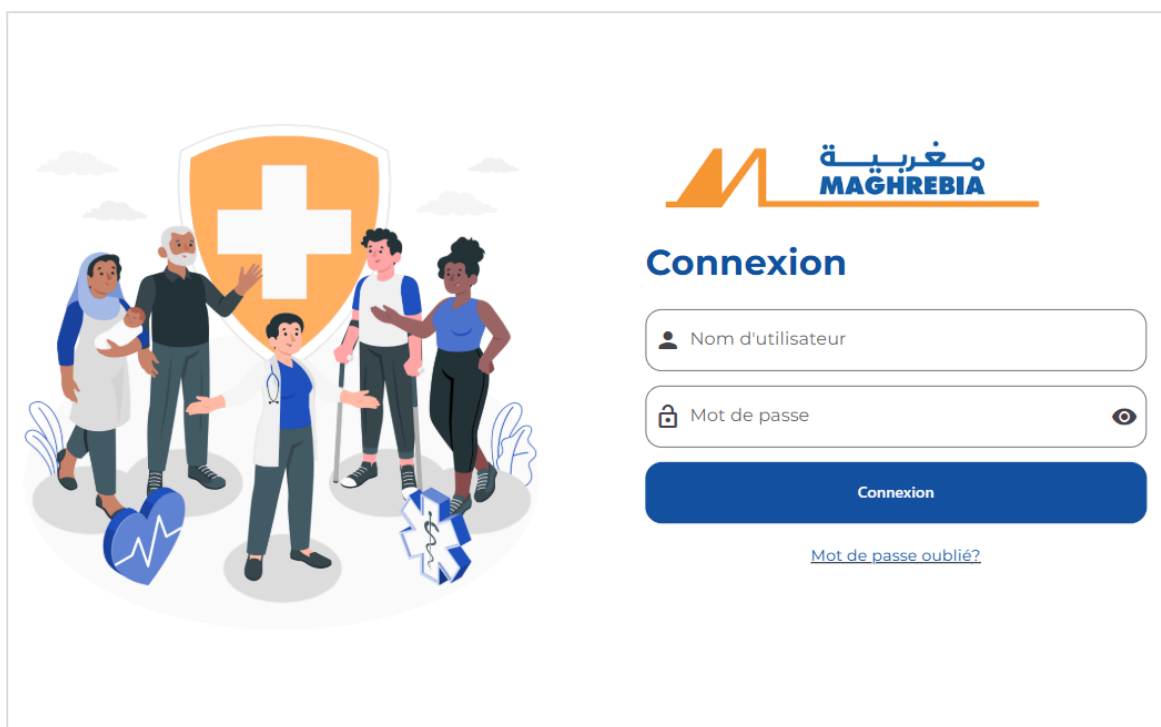 مغربية
MAGHREBIA
Connexion
Nom d'utilisateur
Mot de passe
Connexion
Mot de passe oublié?